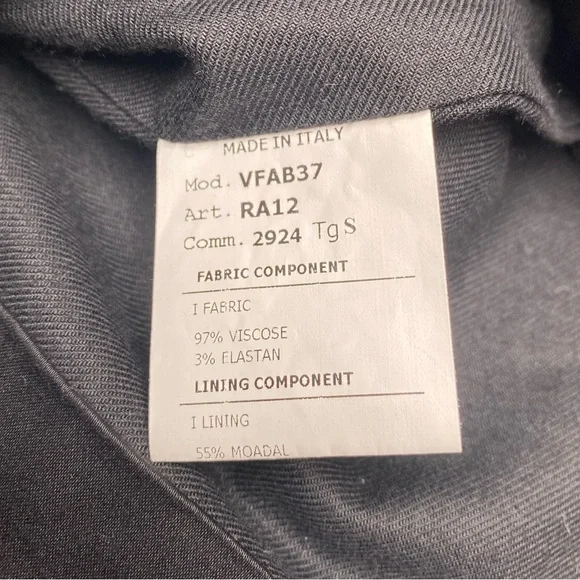 MADE IN ITALY
Mod. VFAB37
Art. RA12
Comm. 2924 Tg S
FABRIC COMPONENT
I FABRIC
97% VISCOSE
3% ELASTAN
LINING COMPONENT
I LINING
55% MOADAL